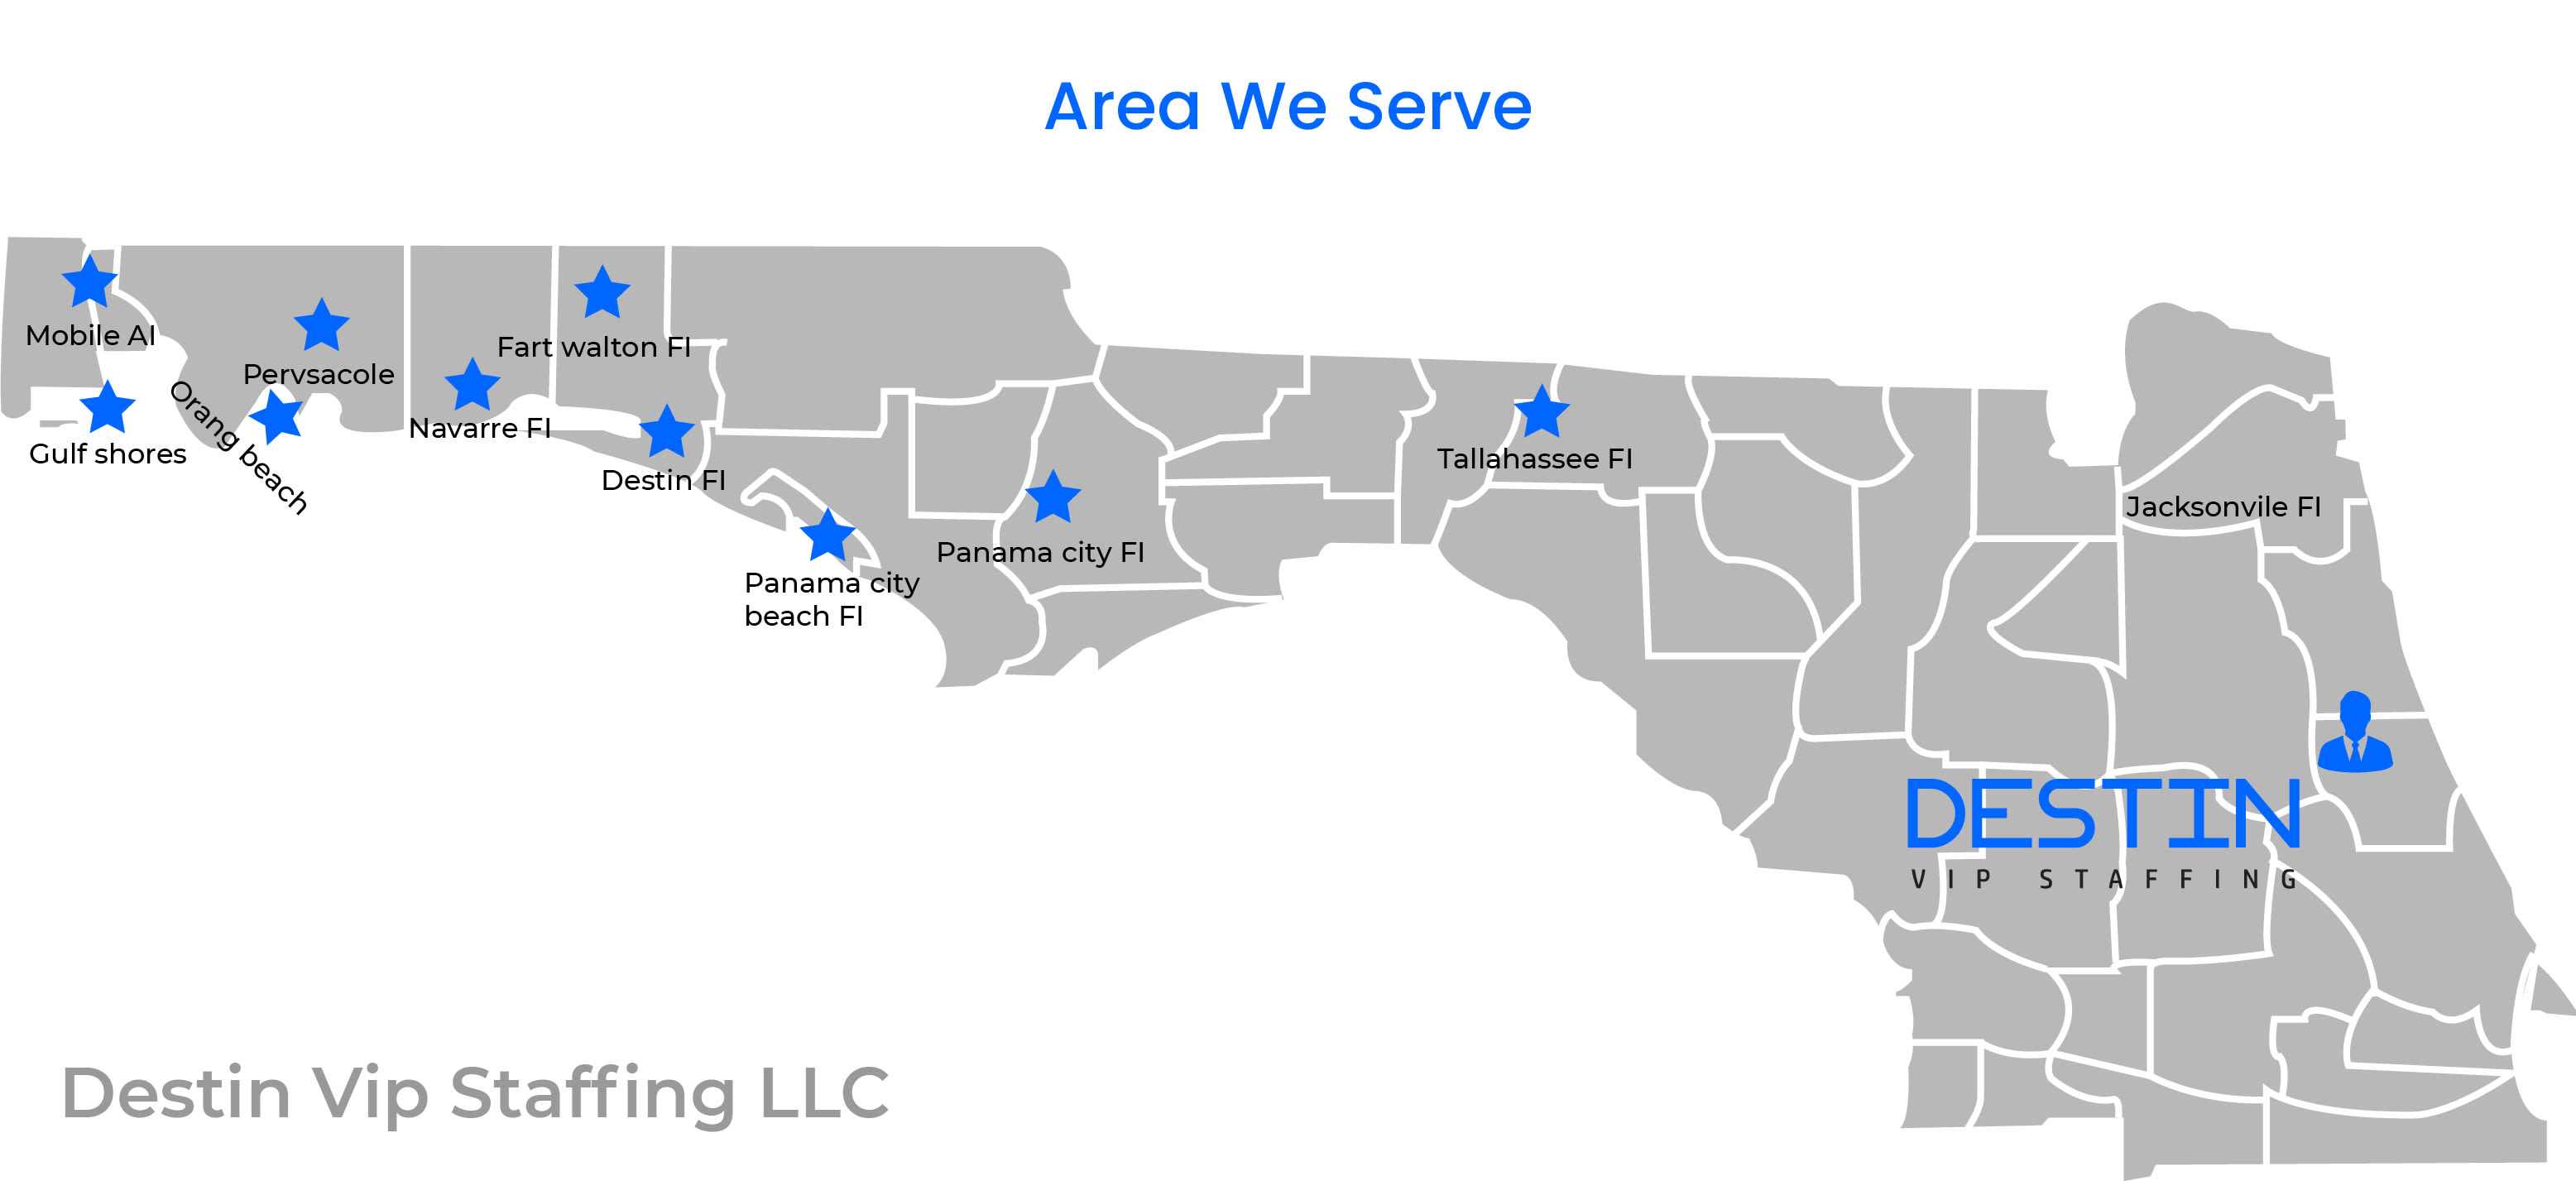 Area We Serve
Mobile Al
Pervsacole
Fart walton Fl
Orang beach
Gulf shores
Navarre Fl
Destin Fl
Panama city
beach Fl
Panama city Fl
Tallahassee Fl
Jacksonvile Fl
DESTIN
VIP STAFFING
Destin Vip Staffing LLC